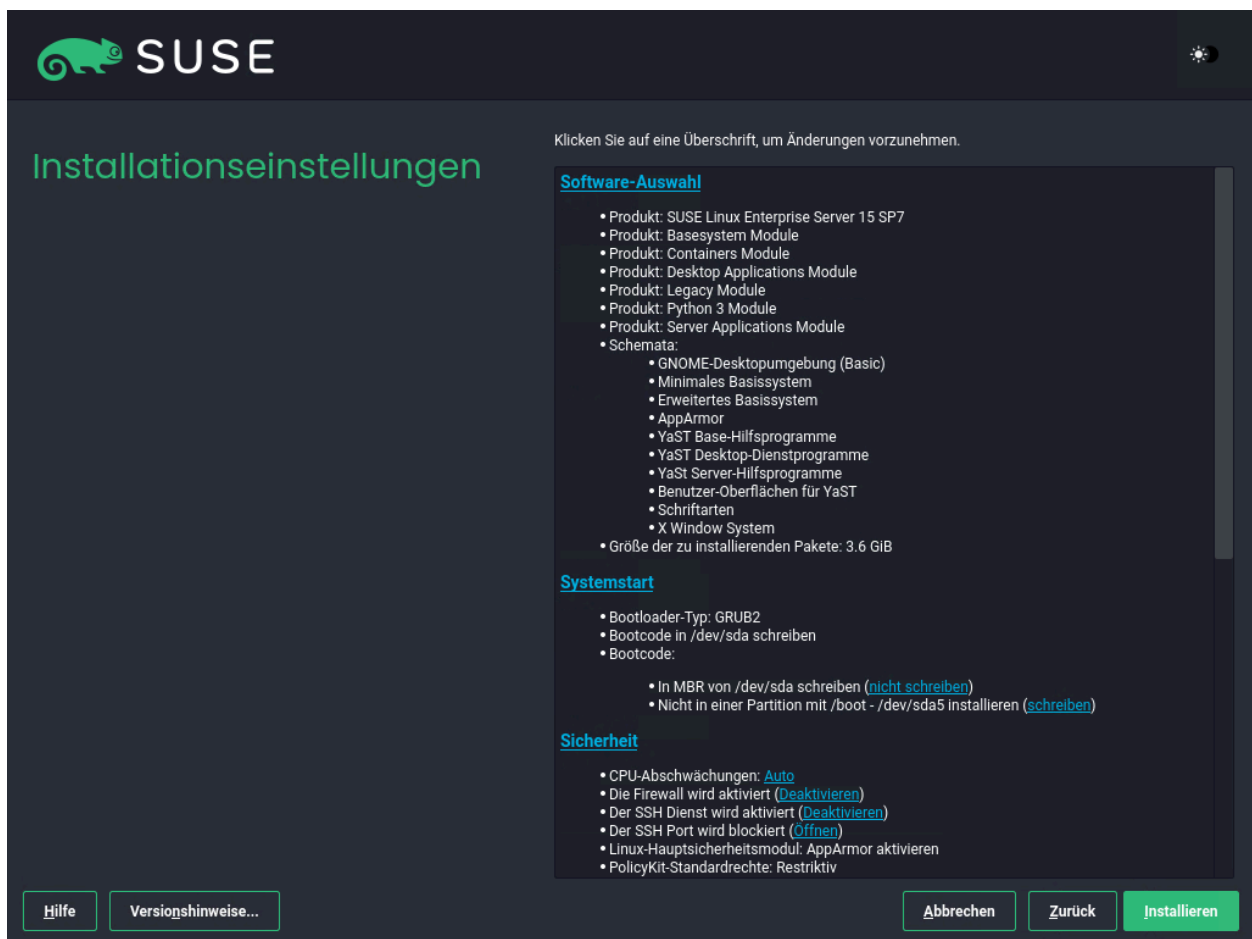 SUSE
Installationseinstellungen
Klicken Sie auf eine Überschrift, um Änderungen vorzunehmen.
Software-Auswahl
• Produkt: SUSE Linux Enterprise Server 15 SP7
• Produkt: Basesystem Module
• Produkt: Containers Module
• Produkt: Desktop Applications Module
• Produkt: Legacy Module
• Produkt: Python 3 Module
• Produkt: Server Applications Module
• Schemata:
• GNOME-Desktopumgebung (Basic)
• Minimales Basissystem
• Erweitertes Basissystem
• AppArmor
• YaST Base-Hilfsprogramme
• YaST Desktop-Dienstprogramme
• YaSt Server-Hilfsprogramme
• Benutzer-Oberflächen für YaST
• Schriftarten
• X Window System
• Größe der zu installierenden Pakete: 3.6 GiB
Systemstart
• Bootloader-Typ: GRUB2
• Bootcode in /dev/sda schreiben
• Bootcode:
• In MBR von /dev/sda schreiben (nicht schreiben)
• Nicht in einer Partition mit /boot - /dev/sda5 installieren (schreiben)
Sicherheit
• CPU-Abschwächungen: Auto
• Die Firewall wird aktiviert (Deaktivieren)
• Der SSH Dienst wird aktiviert (Deaktivieren)
• Der SSH Port wird blockiert (Öffnen)
• Linux-Hauptsicherheitsmodul: AppArmor aktivieren
• PolicyKit-Standardrechte: Restriktiv
Hilfe Versionshinweise... Abbrechen Zurück Installieren